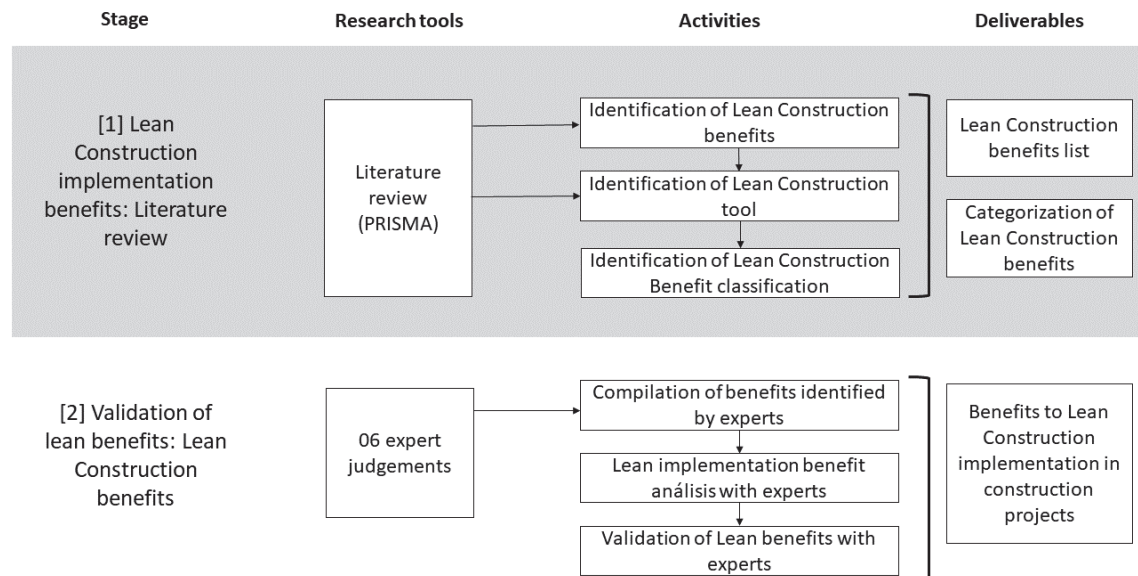 Stage
Research tools
Activities
Deliverables
[1] Lean
Construction
implementation
benefits: Literature
review
Literature
review
(PRISMA)
Identification of Lean Construction
benefits
Identification of Lean Construction
tool
Identification of Lean Construction
Benefit classification
Lean Construction
benefits list
Categorization of
Lean Construction
benefits
[2] Validation of
lean benefits: Lean
Construction
benefits
06 expert
judgements
Compilation of benefits identified
by experts
Lean implementation benefit
análisis with experts
Validation of Lean benefits with
experts
Benefits to Lean
Construction
implementation in
construction
projects